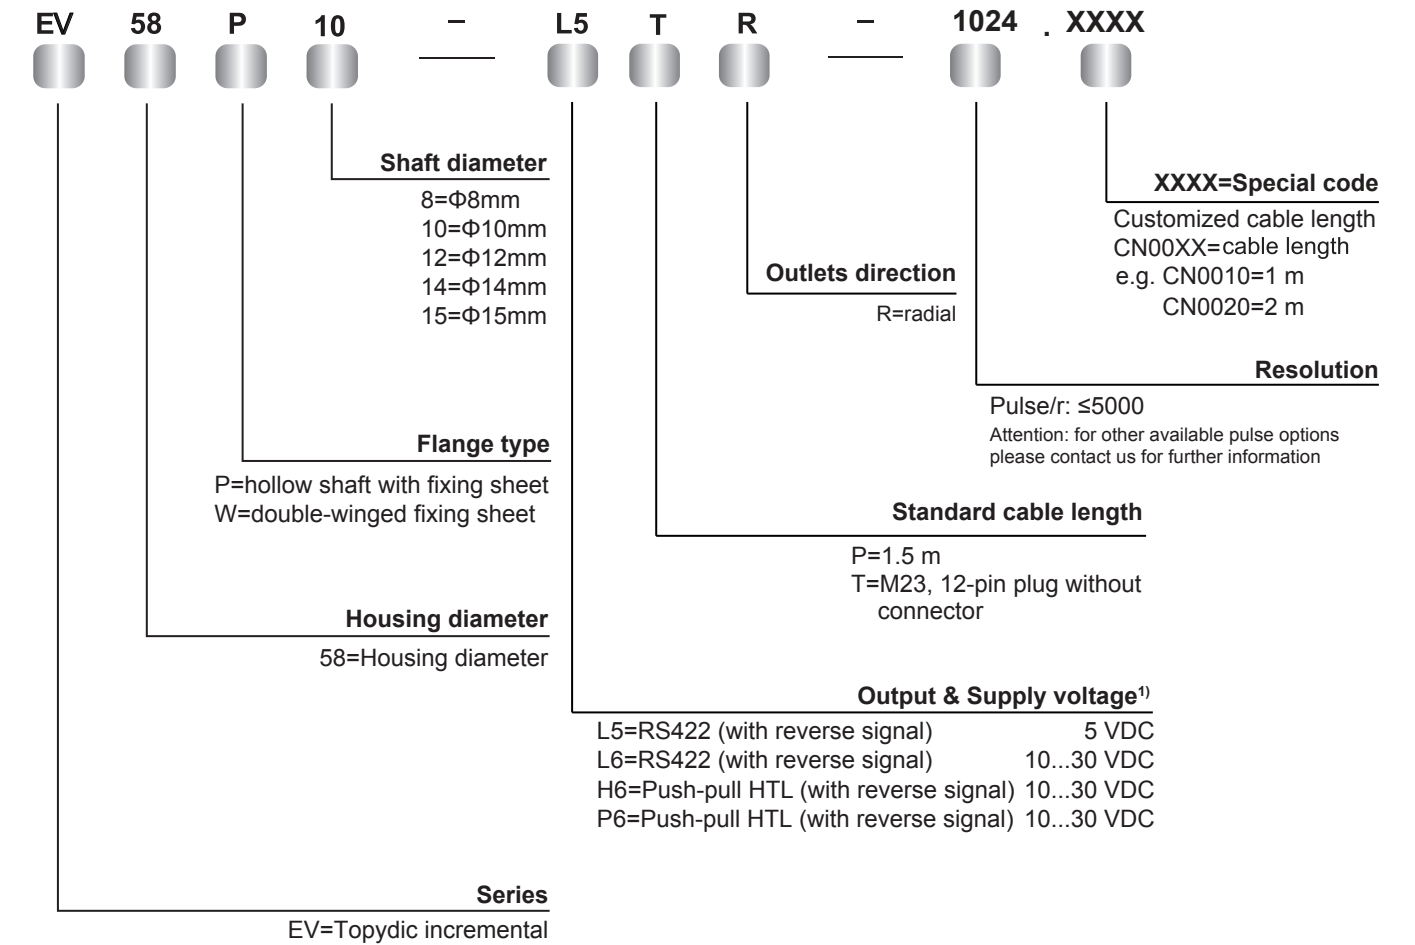 EV 58 P 10 – L5 T R – 1024 . XXXX
Shaft diameter
8=Φ8mm
10=Φ10mm
12=Φ12mm
14=Φ14mm
15=Φ15mm
Flange type
P=hollow shaft with fixing sheet
W=double-winged fixing sheet
Housing diameter
58=Housing diameter
Series
EV=Topydic incremental
XXXX=Special code
Customized cable length
CN00XX=cable length
e.g. CN0010=1 m
CN0020=2 m
Outlets direction
R=radial
Resolution
Pulse/r: ≤5000
Attention: for other available pulse options
please contact us for further information
Standard cable length
P=1.5 m
T=M23, 12-pin plug without
connector
Output & Supply voltage1)
L5=RS422 (with reverse signal) 5 VDC
L6=RS422 (with reverse signal) 10...30 VDC
H6=Push-pull HTL (with reverse signal) 10...30 VDC
P6=Push-pull HTL (with reverse signal) 10...30 VDC